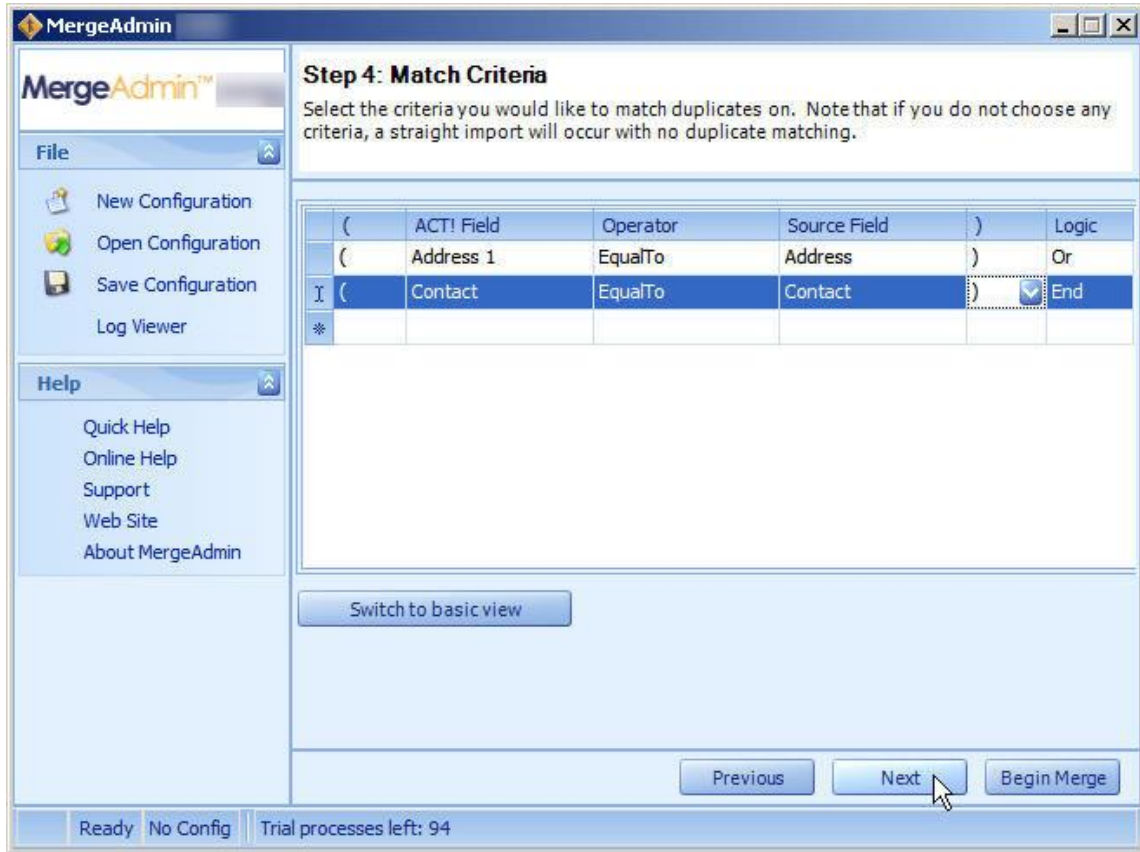 MergeAdmin
MergeAdmin™
File
New Configuration
Open Configuration
Save Configuration
Log Viewer
Help
Quick Help
Online Help
Support
Web Site
About MergeAdmin
Step 4: Match Criteria
Select the criteria you would like to match duplicates on. Note that if you do not choose any
criteria, a straight import will occur with no duplicate matching.
( ACT! Field Operator Source Field ) Logic
( Address 1 EqualTo Address ) Or
( Contact EqualTo Contact ) End
Switch to basic view
Previous Next Begin Merge
Ready No Config Trial processes left: 94